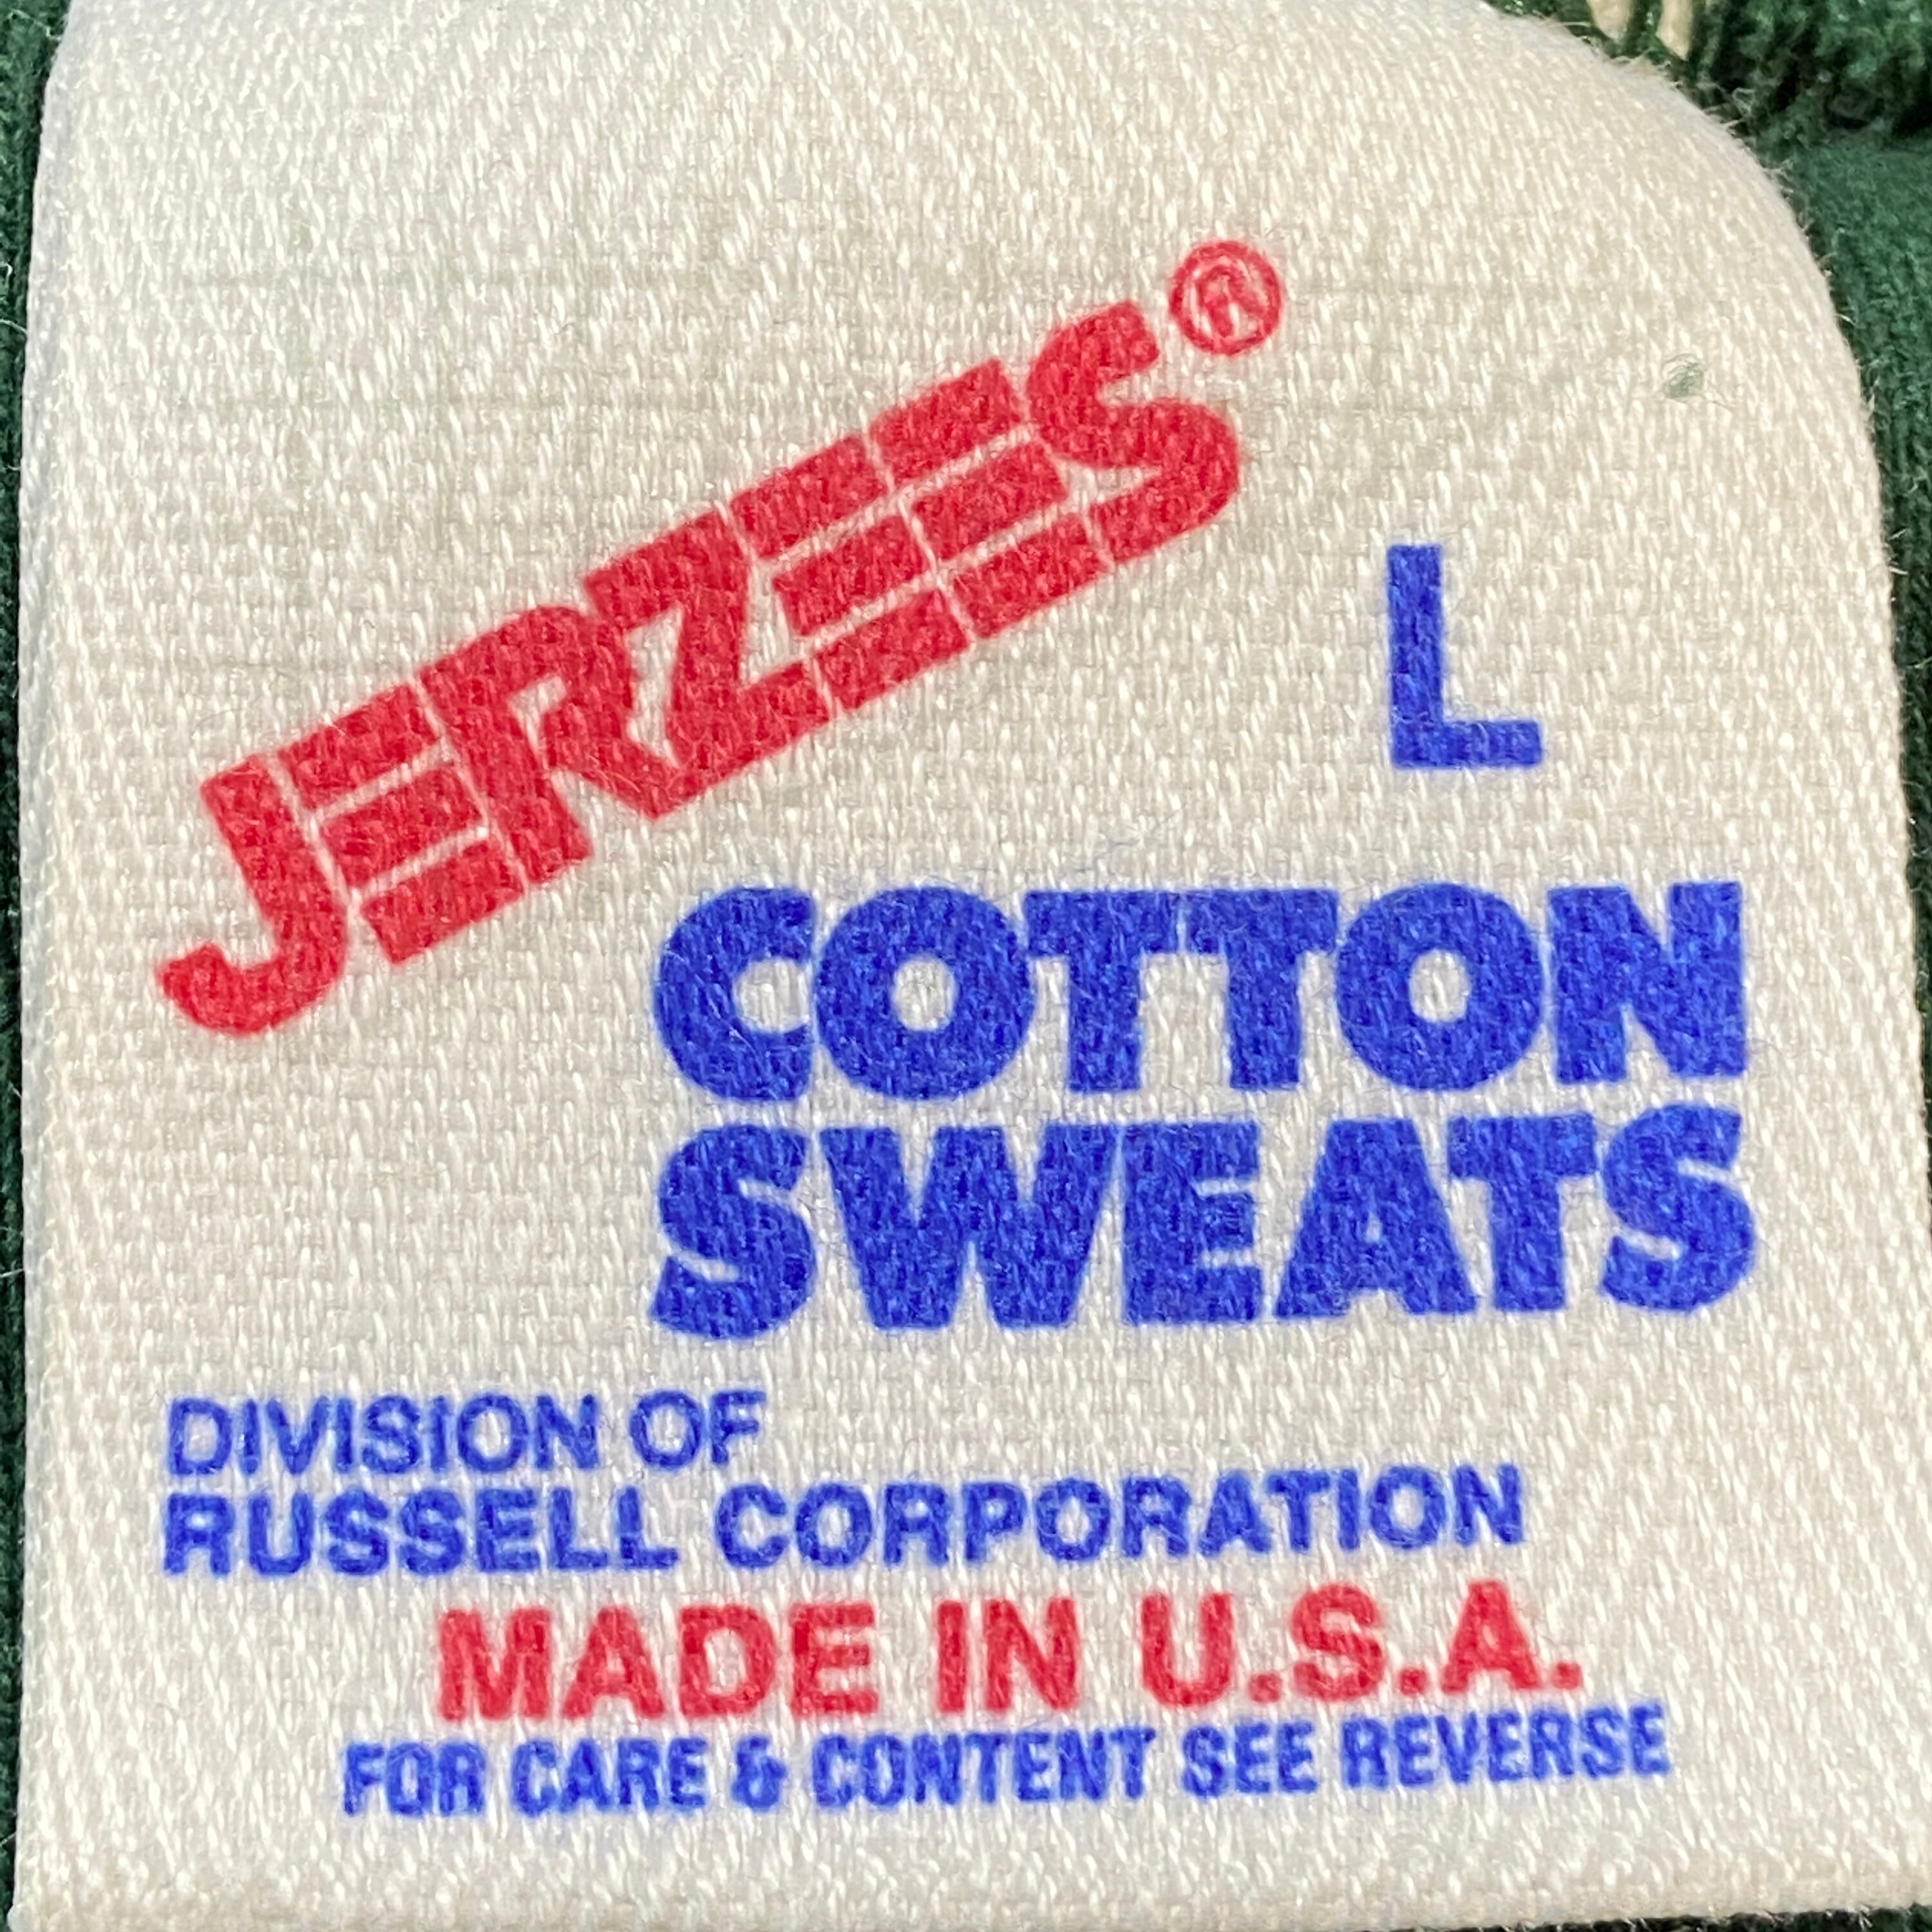 JERZEES®
L
COTTON
SWEATS
DIVISION OF
RUSSELL CORPORATION
MADE IN U.S.A.
FOR CARE & CONTENT SEE REVERSE